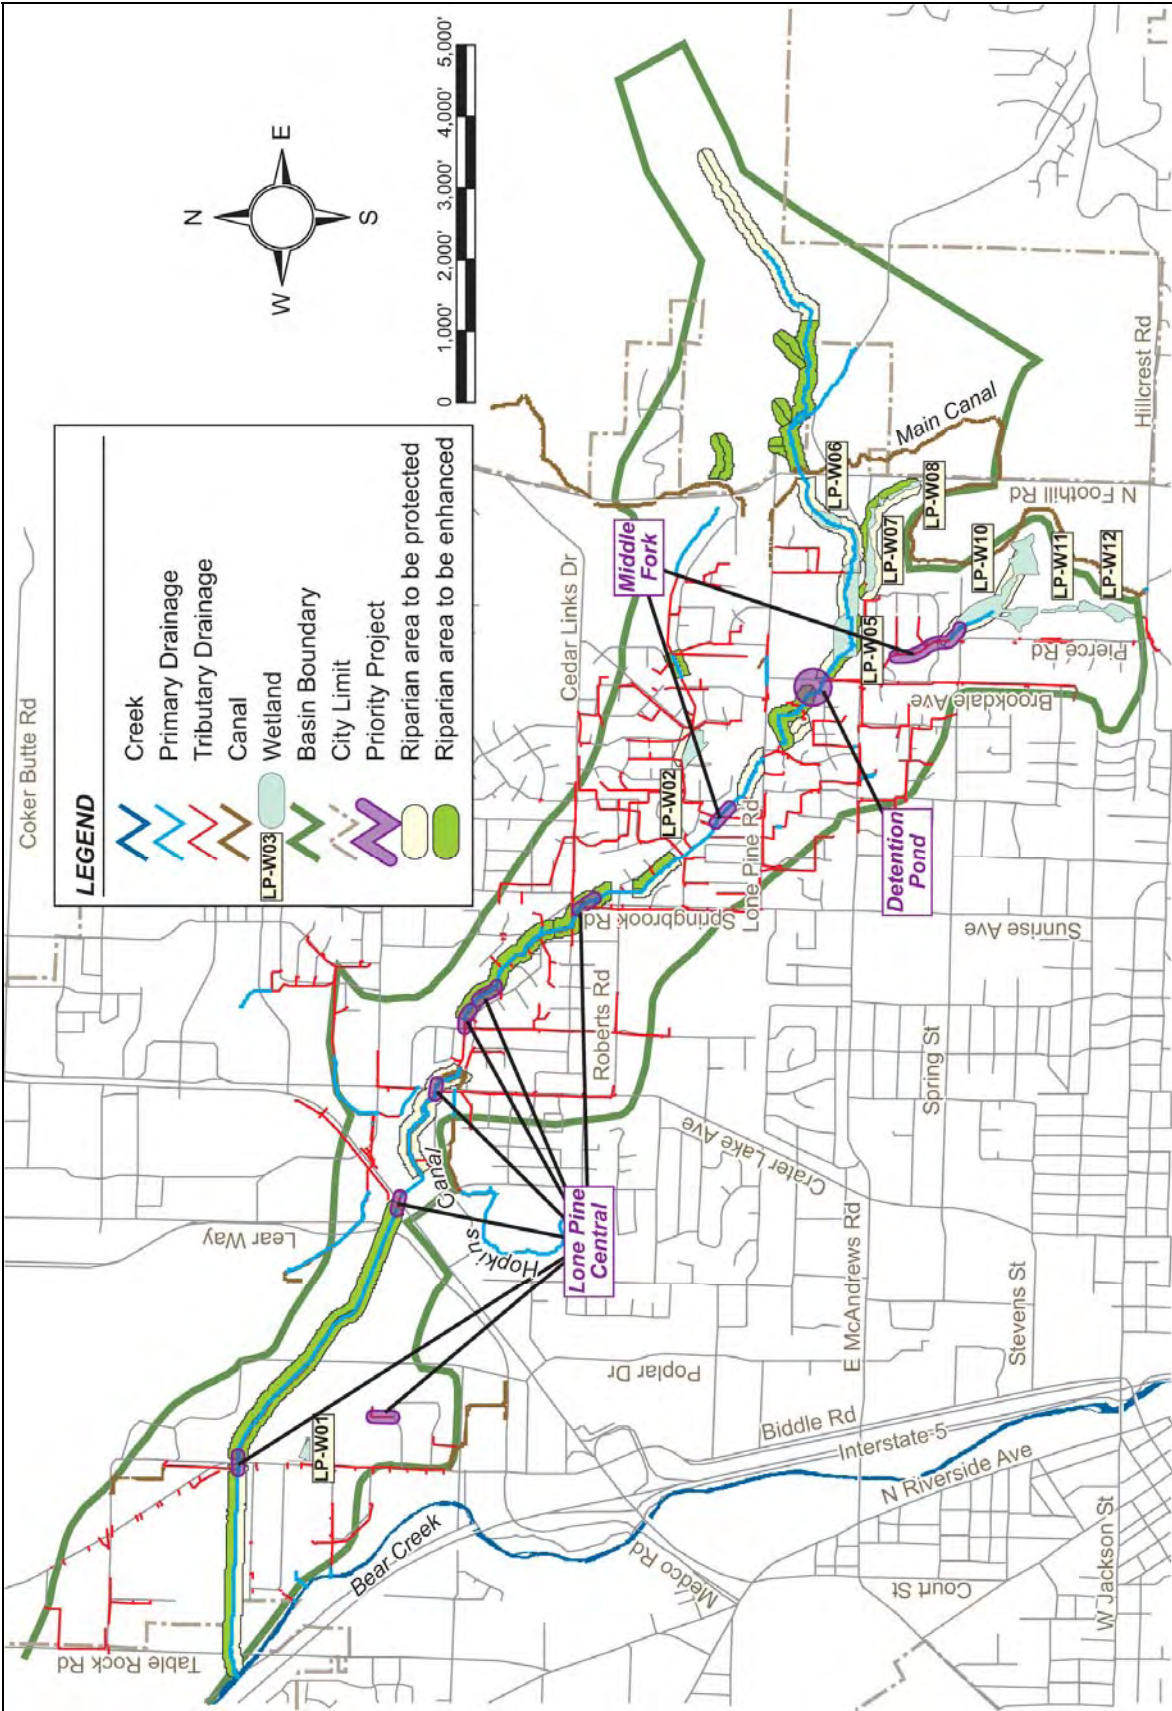 Coker Butte Rd
LEGEND
Creek
Primary Drainage
Tributary Drainage
Canal
LP-W03
Wetland
Basin Boundary
City Limit
Priority Project
Riparian area to be protected
Riparian area to be enhanced
N
E
S
W
0
1,000'
2,000'
3,000'
4,000'
5,000'
Table Rock Rd
LP-W01
Bear Creek
Lear Way
Hopkins
Canal
Lone Pine
Central
Roberts Rd
Springbrook Rd
Cedar Links Dr
Middle
Fork
LP-W02
Lone Pine Rd
Detention
Pond
LP-W05
LP-W06
LP-W07
LP-W08
Main Canal
N Foothill Rd
LP-W10
LP-W11
LP-W12
Pierce Rd
Brookdale Ave
Hillcrest Rd
Sunrise Ave
Spring St
Crater Lake Ave
E McAndrews Rd
Stevens St
Poplar Dr
Biddle Rd
Interstate-5
N Riverside Ave
Medco Rd
Court St
W Jackson St